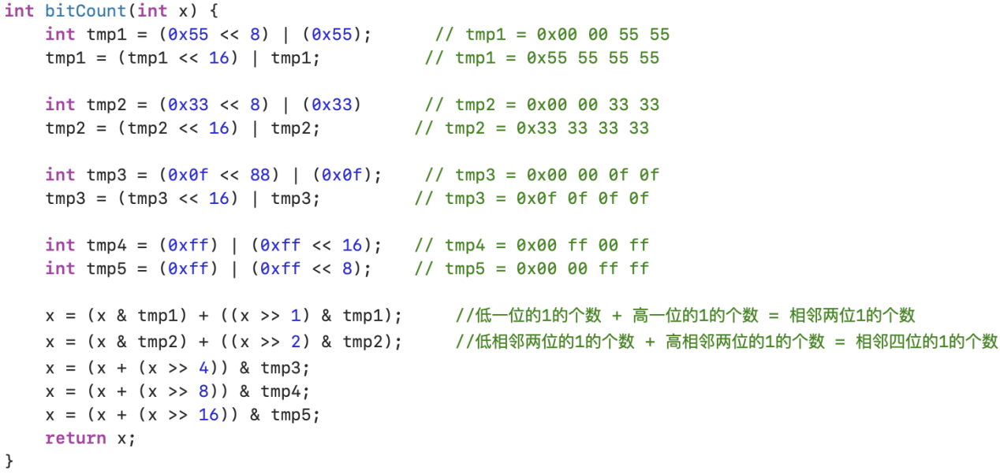 int bitCount(int x) {
    int tmp1 = (0x55 << 8) | (0x55);      // tmp1 = 0x00 00 55 55
    tmp1 = (tmp1 << 16) | tmp1;          // tmp1 = 0x55 55 55 55
    int tmp2 = (0x33 << 8) | (0x33)      // tmp2 = 0x00 00 33 33
    tmp2 = (tmp2 << 16) | tmp2;         // tmp2 = 0x33 33 33 33
    int tmp3 = (0x0f << 88) | (0x0f);    // tmp3 = 0x00 00 0f 0f
    tmp3 = (tmp3 << 16) | tmp3;         // tmp3 = 0x0f 0f 0f 0f
    int tmp4 = (0xff) | (0xff << 16);   // tmp4 = 0x00 ff 00 ff
    int tmp5 = (0xff) | (0xff << 8);    // tmp5 = 0x00 00 ff ff
    x = (x & tmp1) + ((x >> 1) & tmp1);     //低一位的1的个数 + 高一位的1的个数 = 相邻两位1的个数
    x = (x & tmp2) + ((x >> 2) & tmp2);     //低相邻两位的1的个数 + 高相邻两位的1的个数 = 相邻四位的1的个数
    x = (x + (x >> 4)) & tmp3;
    x = (x + (x >> 8)) & tmp4;
    x = (x + (x >> 16)) & tmp5;
    return x;
}